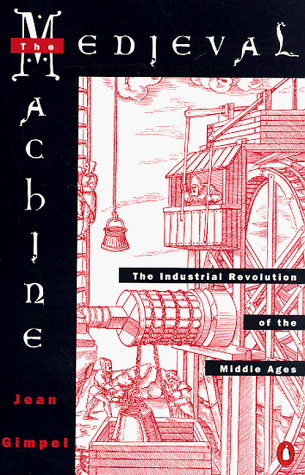 The
MEDIEVAL
MACHINE
The Industrial Revolution
of the
Middle Ages
Jean
Gimpel